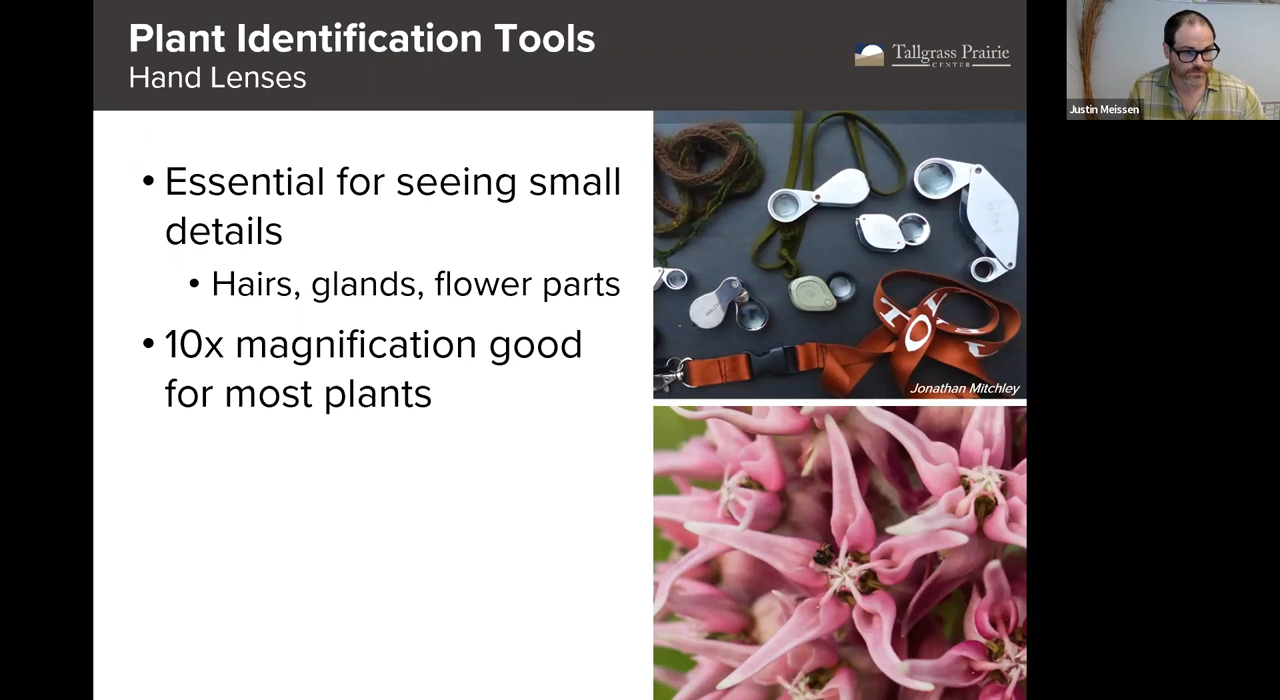 Plant Identification Tools
Hand Lenses
Tallgrass Prairie
CENTER
Justin Meissen
• Essential for seeing small
details
• Hairs, glands, flower parts
• 10x magnification good
for most plants
Jonathan Mitchley